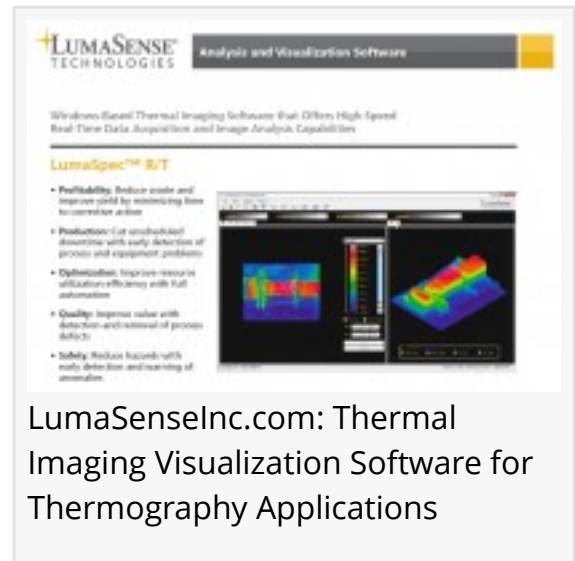 LUMASENSE
TECHNOLOGIES
Analysis and Visualization Software
Windows Based Thermal Imaging Software that Offers High Speed
Real Time Data Acquisition and Image Analysis Capabilities
LumaSpec™ R/T
• Profitability: Reduce waste and
improve yield by minimizing time
to corrective action
• Production: Cut unscheduled
downtime with early detection of
process and equipment problems
• Optimization: Improve resource
utilization efficiency with full
automation
• Quality: Improve value with
detection and removal of process
defects
• Safety: Reduce hazards with
early detection and warning of
anomalies
LumaSenseInc.com: Thermal
Imaging Visualization Software for
Thermography Applications